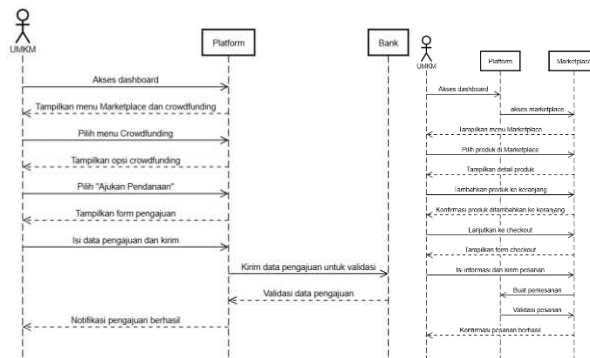 UMKM
Platform
Bank
Akses dashboard
Tampilkan menu Marketplace dan crowdfunding
Pilih menu Crowdfunding
Tampilkan opsi crowdfunding
Pilih "Ajukan Pendanaan"
Tampilkan form pengajuan
Isi data pengajuan dan kirim
Kirim data pengajuan untuk validasi
Validasi data pengajuan
Notifikasi pengajuan berhasil
UMKM
Platform
Marketplace
Akses dashboard
akses marketplace
Tampilkan menu Marketplace
Pilih produk di Marketplace
Tampilkan detail produk
Tambahkan produk ke keranjang
Konfirmasi produk ditambahkan ke keranjang
Lanjutkan ke checkout
Tampilkan form checkout
Isi informasi dan kirim pesanan
Buat pemesanan
Validasi pesanan
Konfirmasi pesanan berhasil